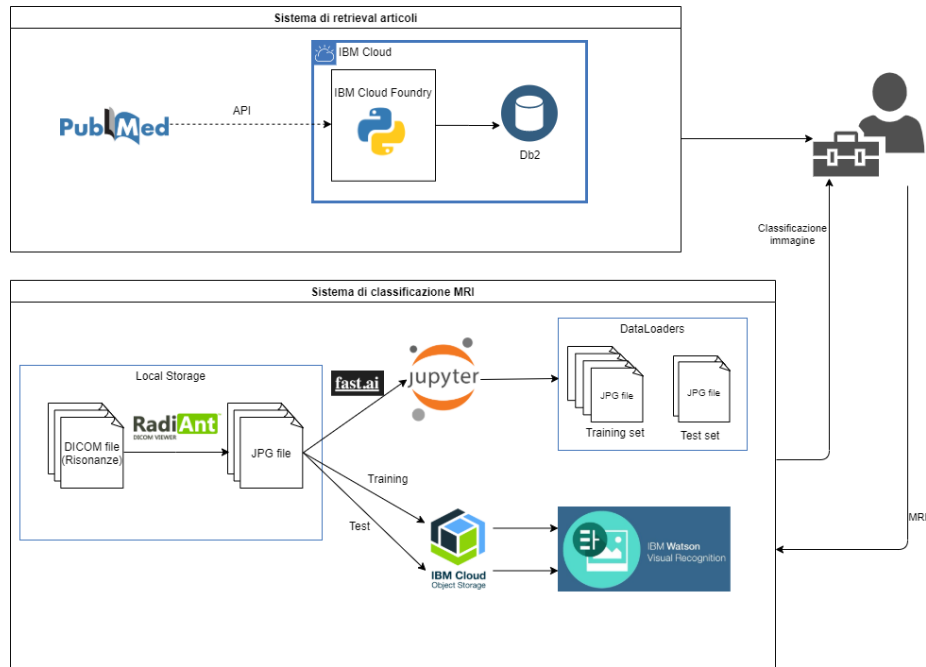 Sistema di retrieval articoli
IBM Cloud
IBM Cloud Foundry
PubMed
API
Db2
Classificazione
immagine
Sistema di classificazione MRI
DataLoaders
Local Storage
fast.ai
jupyter
JPG file
JPG file
Training set
Test set
RadiAnt
DICOM VIEWER
DICOM file
(Risonanze)
JPG file
Training
Test
MRI
IBM Cloud
Object Storage
IBM Watson
Visual Recognition